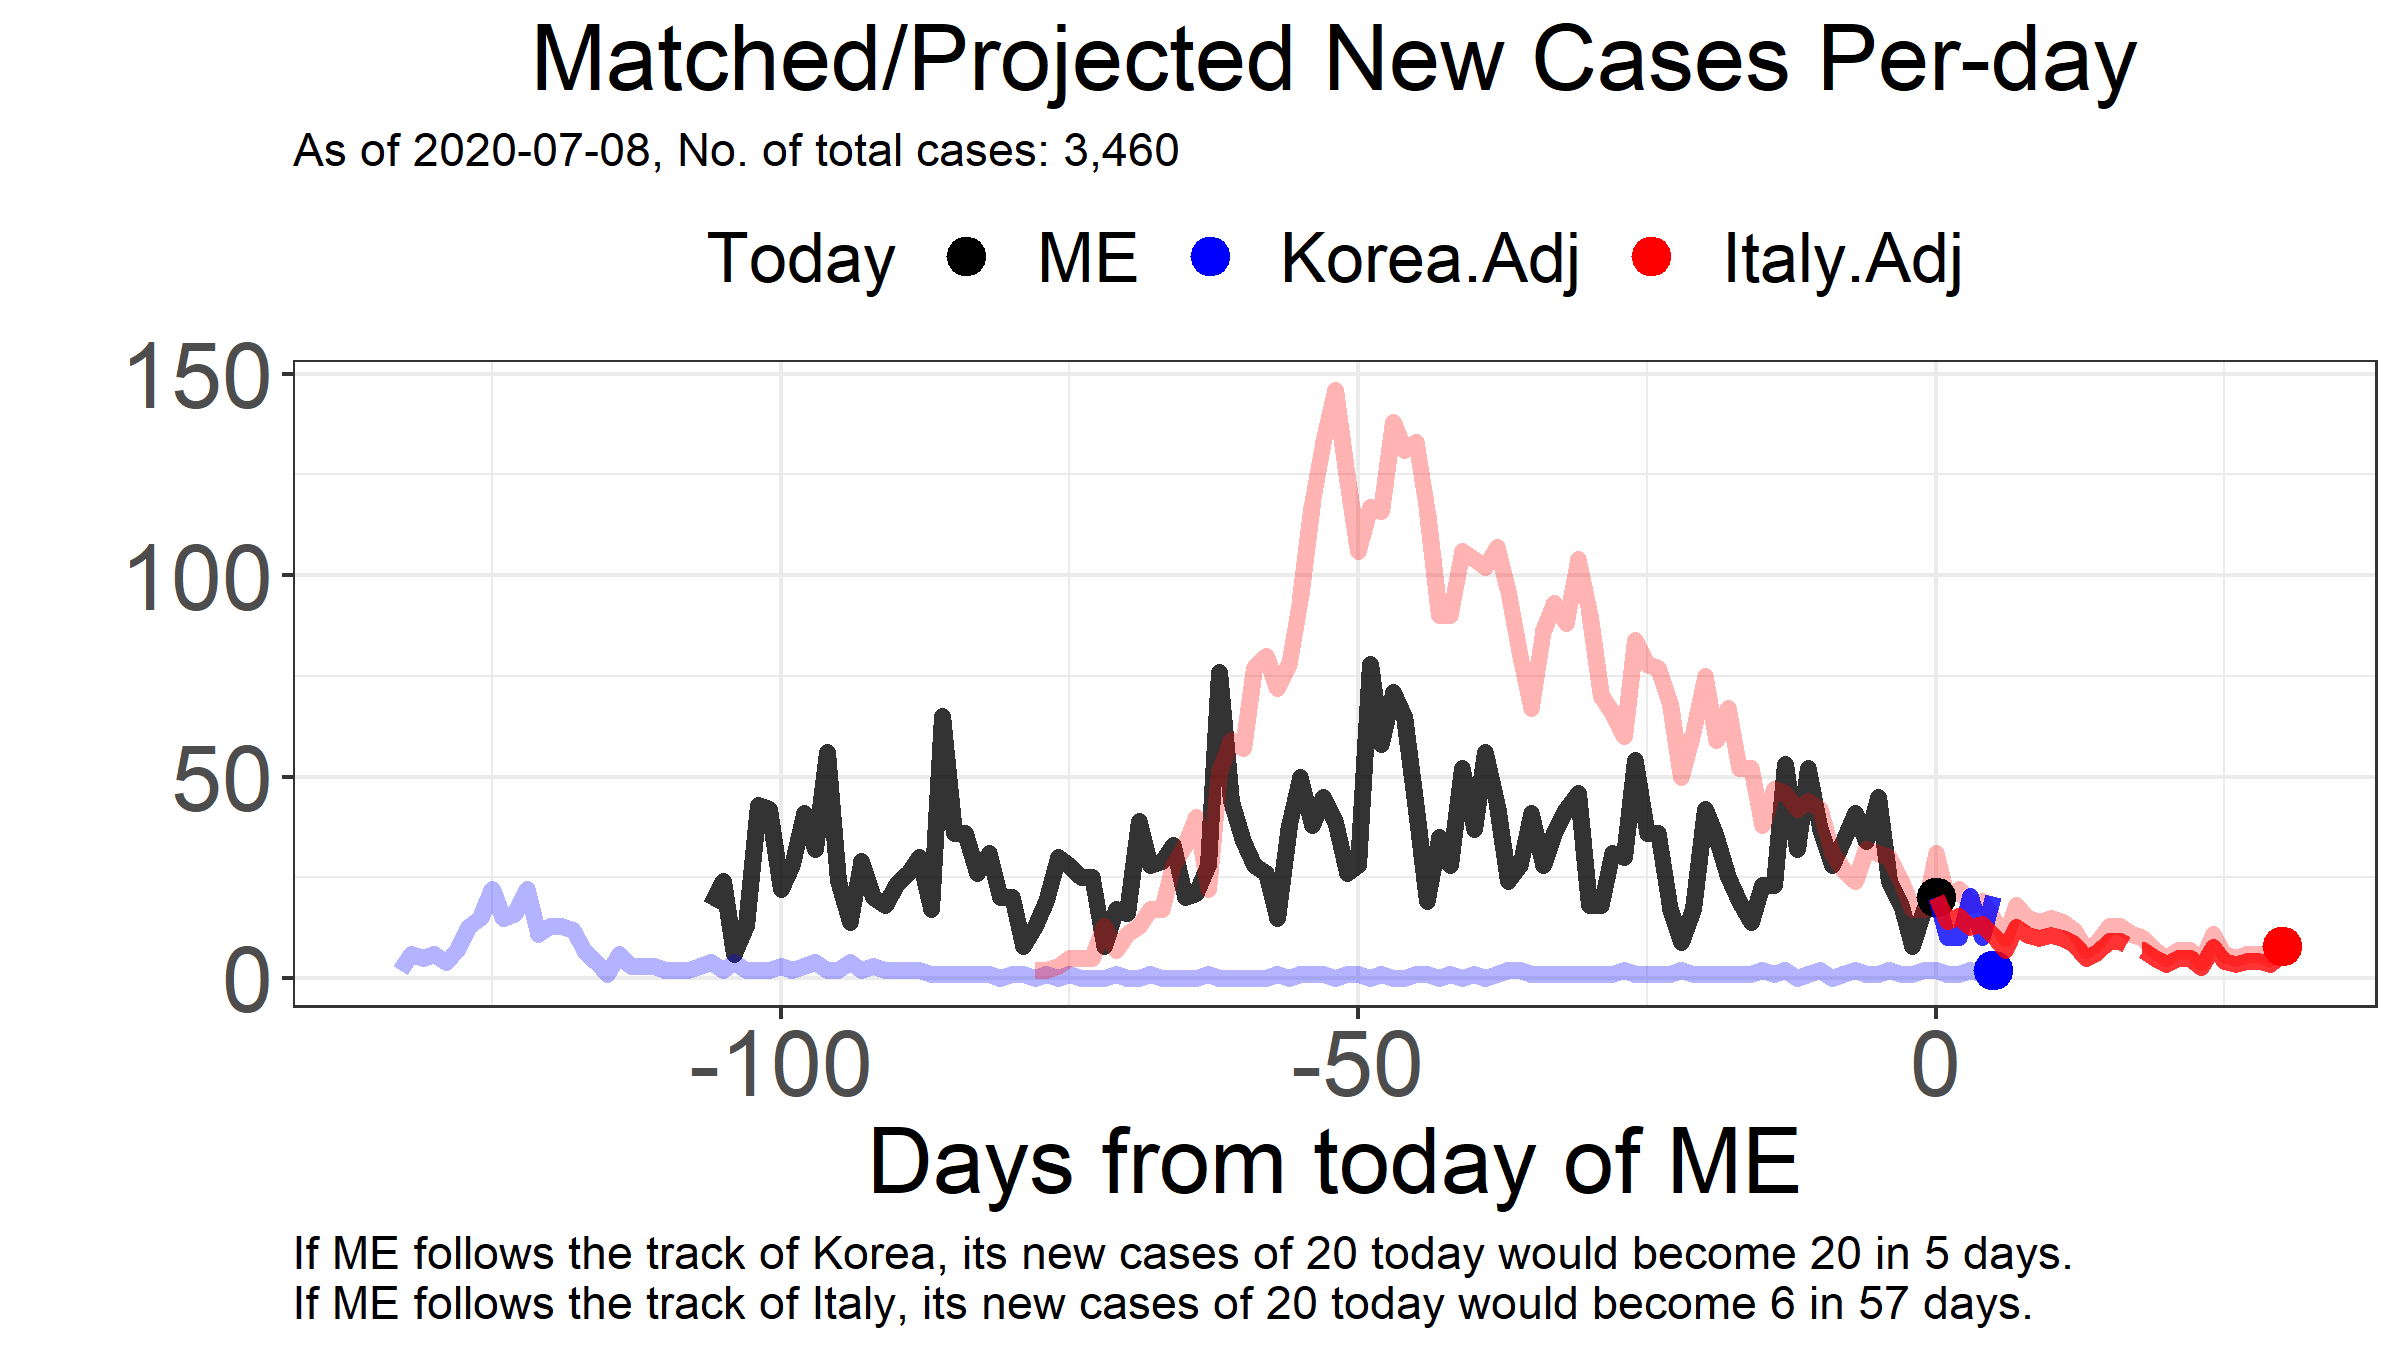 Matched/Projected New Cases Per-day
As of 2020-07-08, No. of total cases: 3,460
Today ME Korea.Adj Italy.Adj
150
100
50
0
-100 -50 0
Days from today of ME
If ME follows the track of Korea, its new cases of 20 today would become 20 in 5 days.
If ME follows the track of Italy, its new cases of 20 today would become 6 in 57 days.